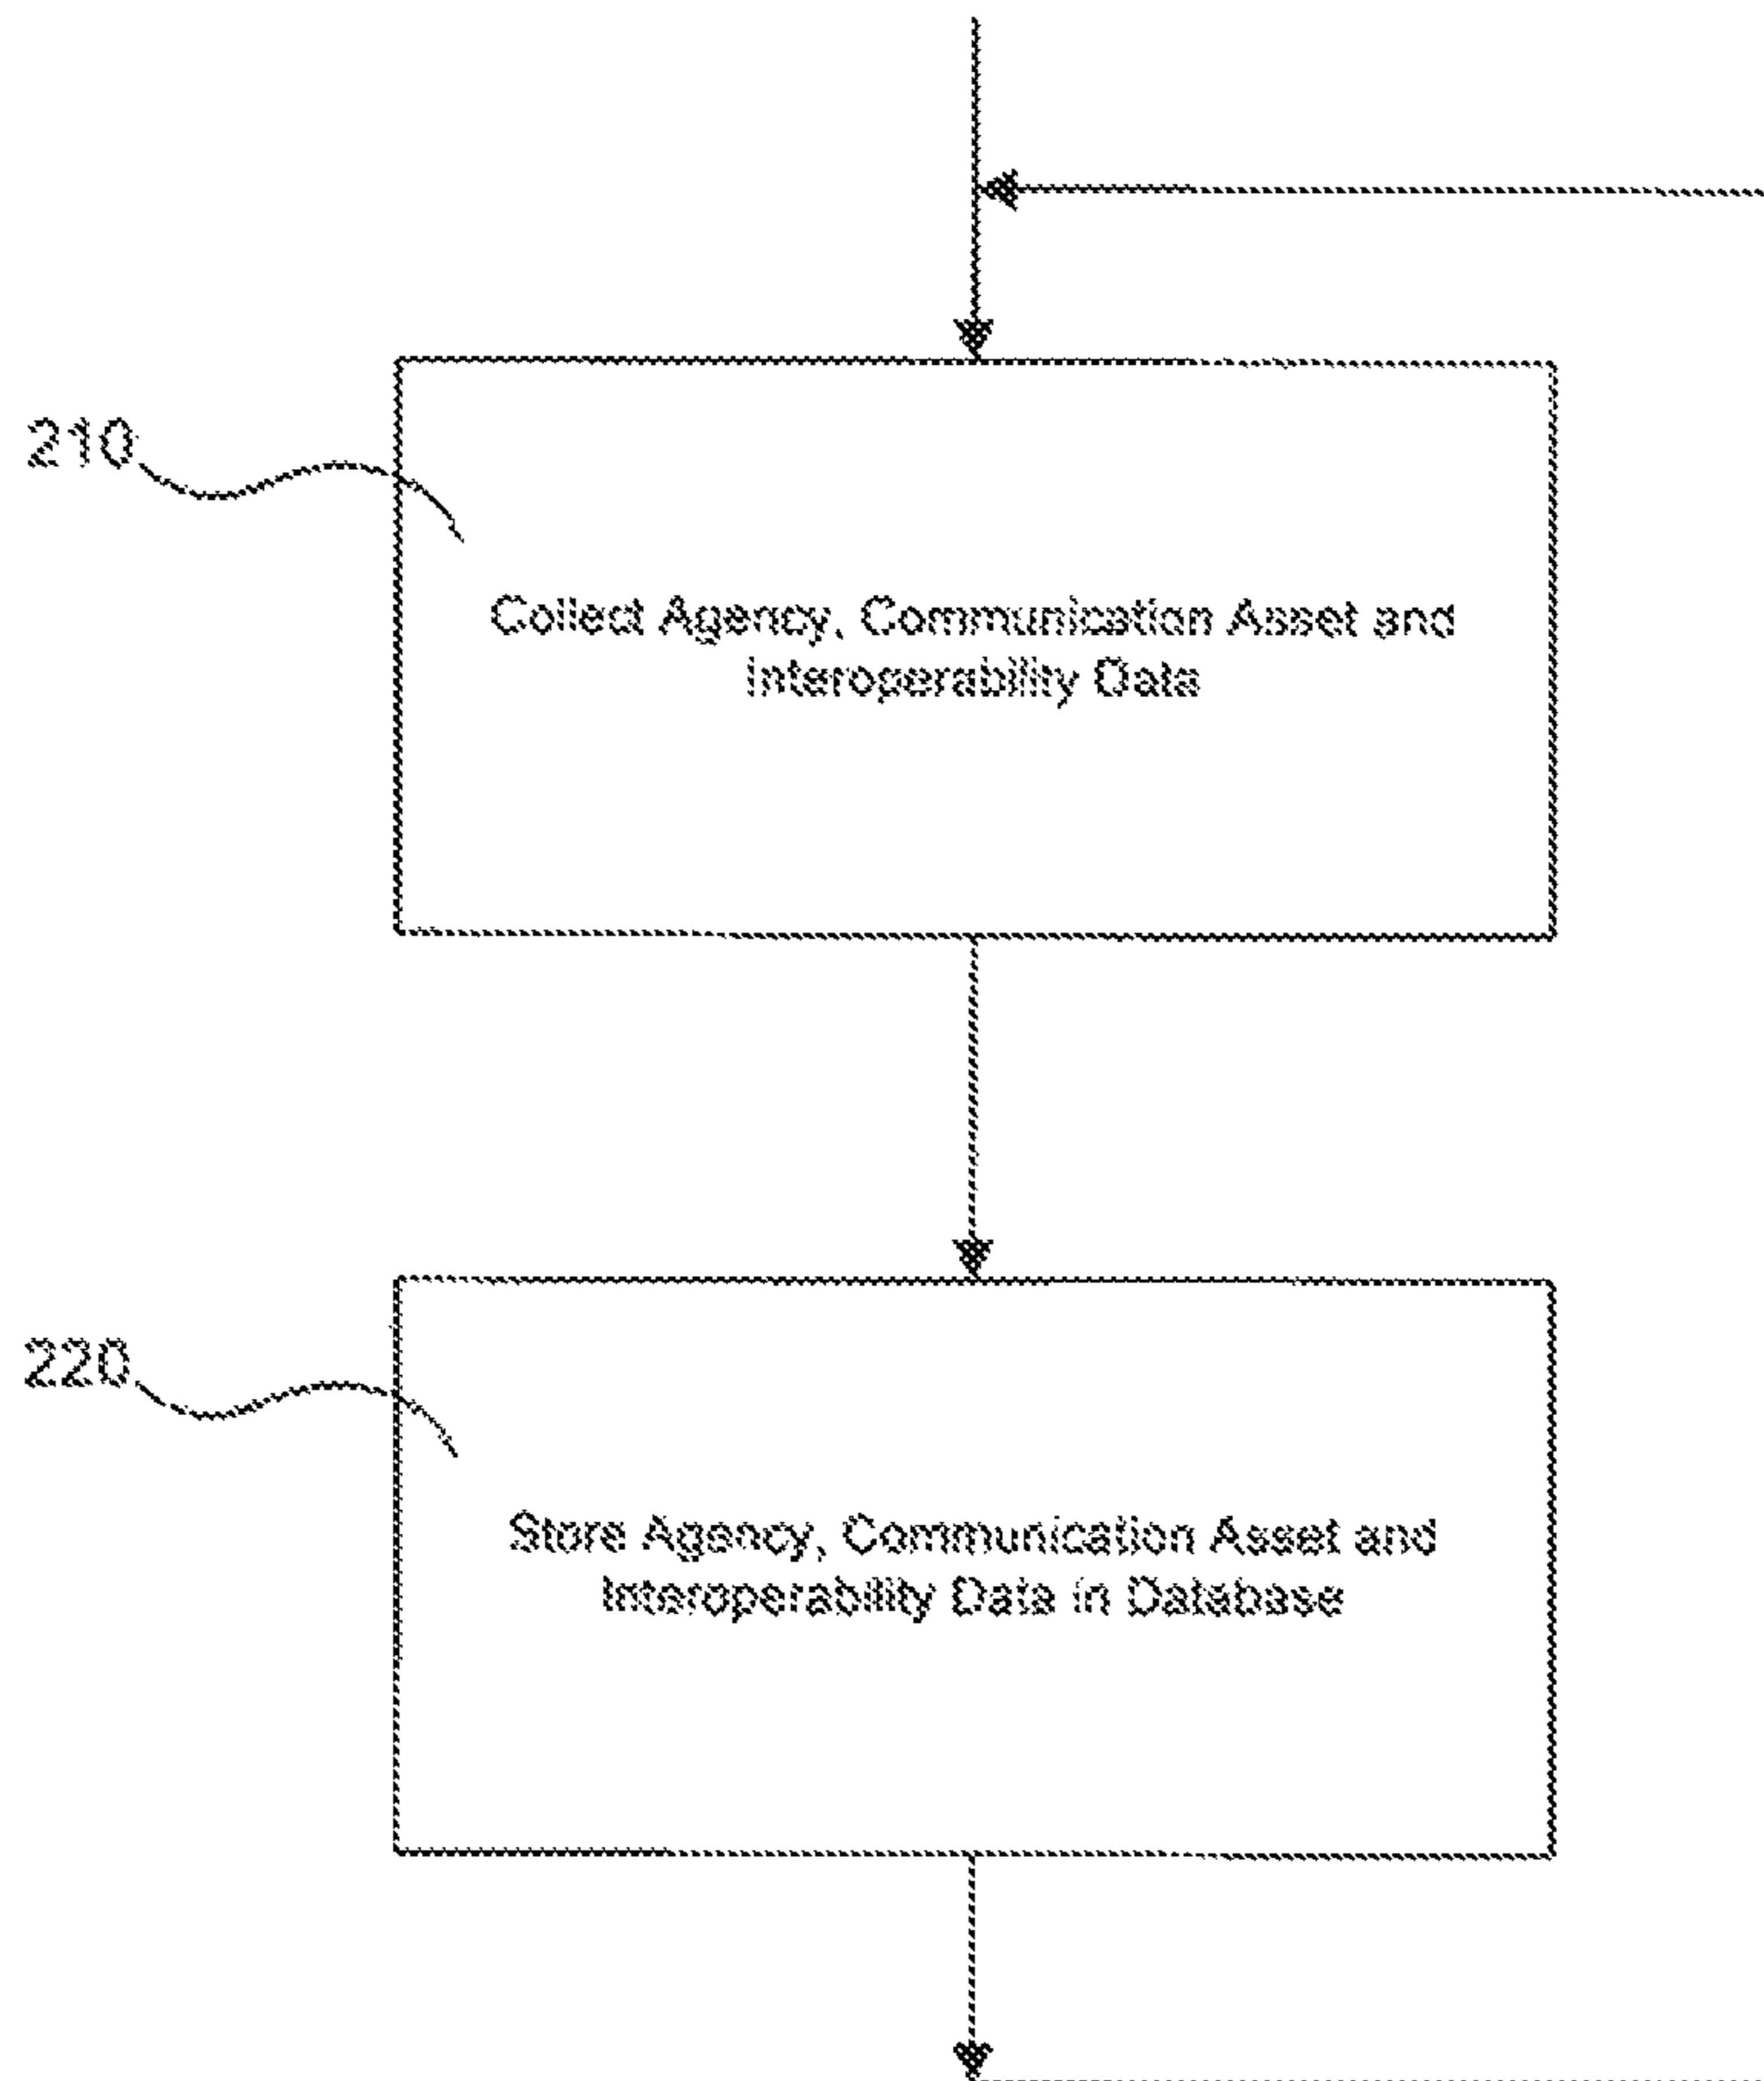 210
Collect Agency, Communication Asset and
Interoperability Data
220
Store Agency, Communication Asset and
Interoperability Data in Database